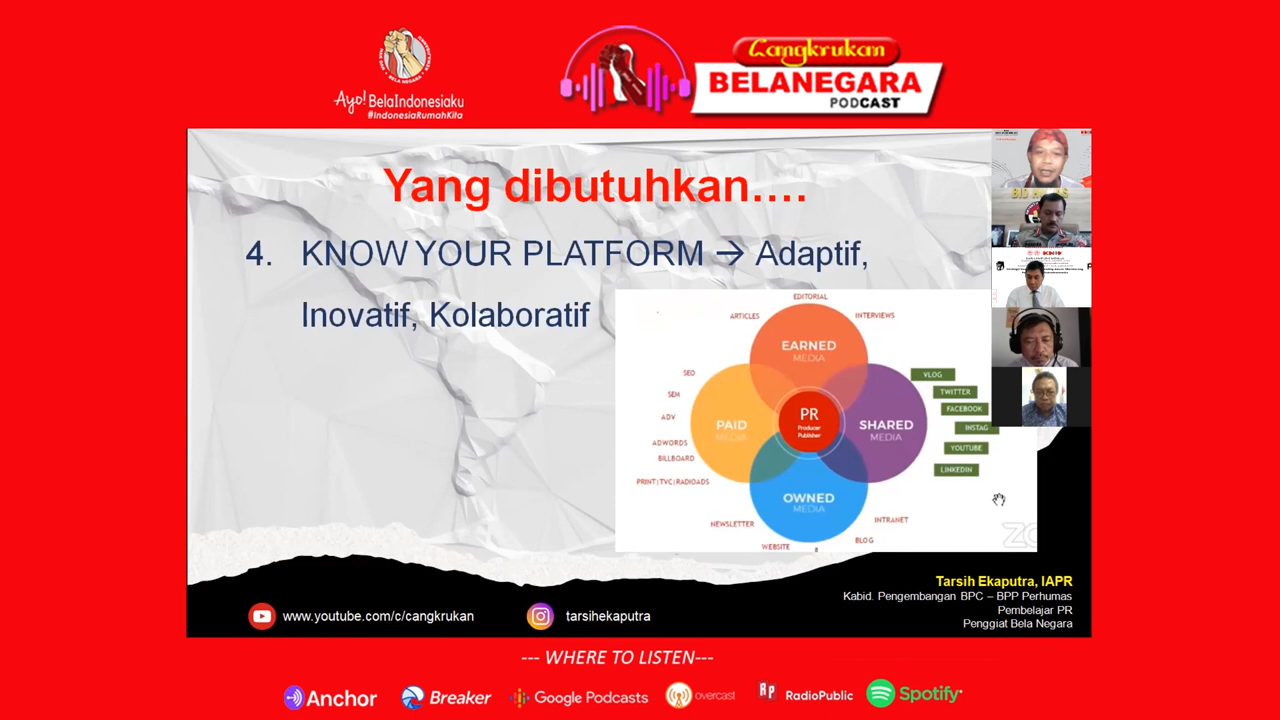 Ayo! BelaIndonesiaku
#IndonesiaRumahKita
Cangkrukan
BELANEGARA
PODCAST
Yang dibutuhkan....
4. KNOW YOUR PLATFORM → Adaptif,
Inovatif, Kolaboratif
EDITORIAL
ARTICLES
INTERVIEWS
EARNED
MEDIA
SEO
SEM
ADV
ADWORDS
BILLBOARD
PRINT|TVC|RADIOADS
PAID
MEDIA
PR
Producer
Publisher
SHARED
MEDIA
VLOG
TWITTER
FACEBOOK
INSTAG
YOUTUBE
LINKEDIN
OWNED
MEDIA
NEWSLETTER
WEBSITE
BLOG
INTRANET
Tarsih Ekaputra, IAPR
Kabid. Pengembangan BPC – BPP Perhumas
Pembelajar PR
Penggiat Bela Negara
www.youtube.com/c/cangkrukan
tarsihekaputra
--- WHERE TO LISTEN---
Anchor
Breaker
Google Podcasts
overcast
RP RadioPublic
Spotify